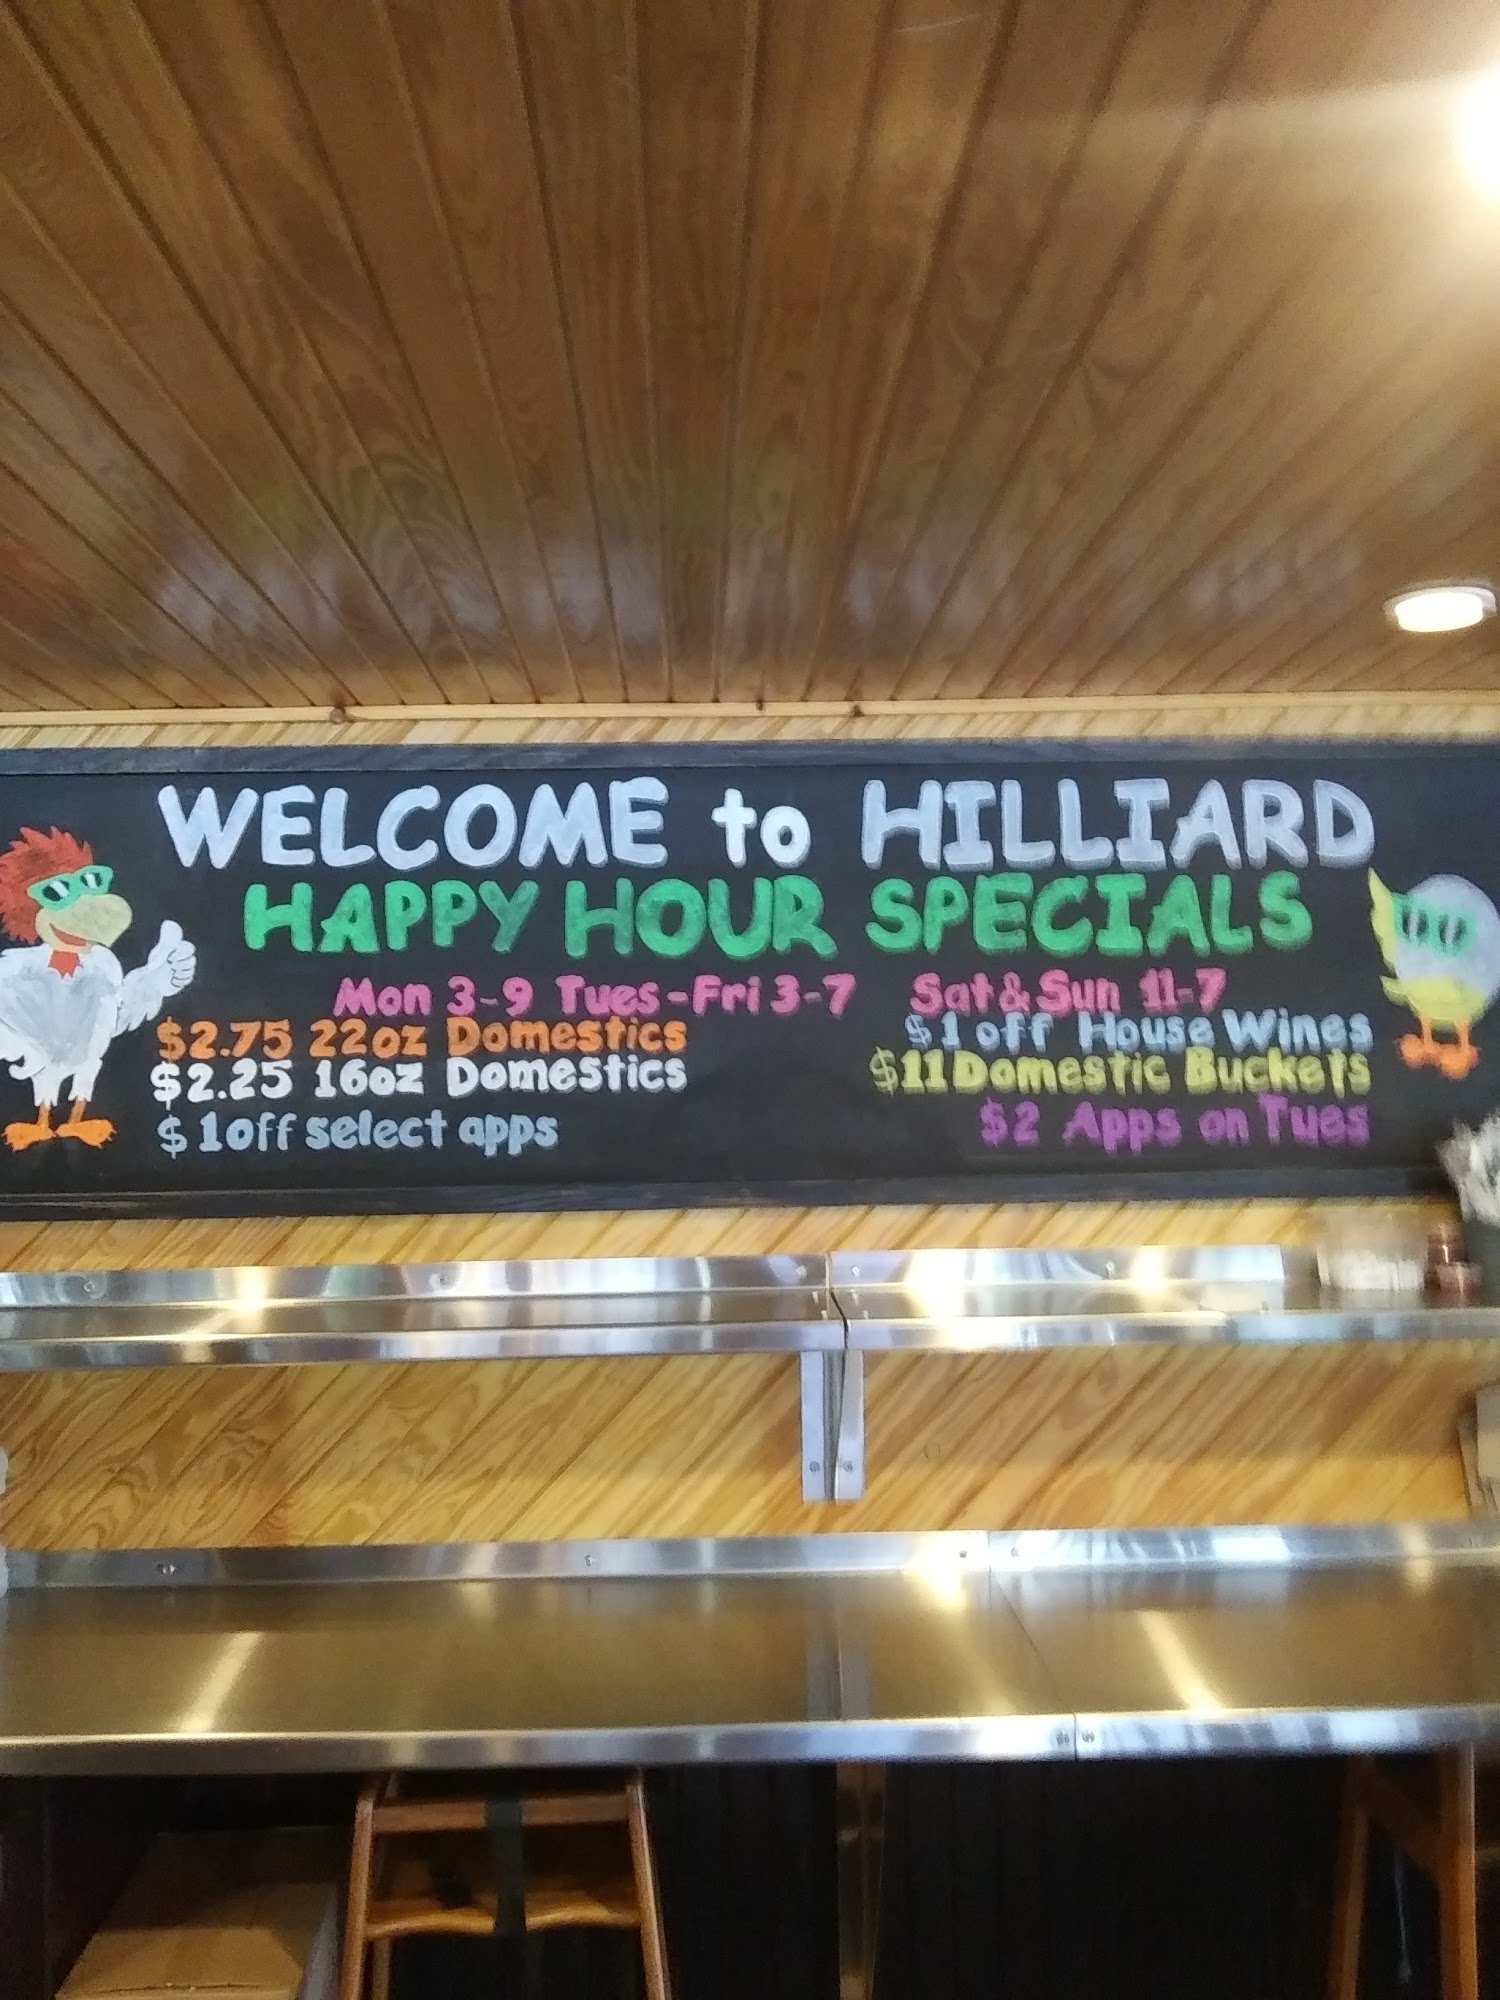 WELCOME to HILLIARD
HAPPY HOUR SPECIALS
Mon 3-9 Tues-Fri 3-7 Sat & Sun 11-7
$2.75 22oz Domestics
$2.25 16oz Domestics
$1 off select apps
$1 off House Wines
$11 Domestic Buckets
$2 Apps on Tues